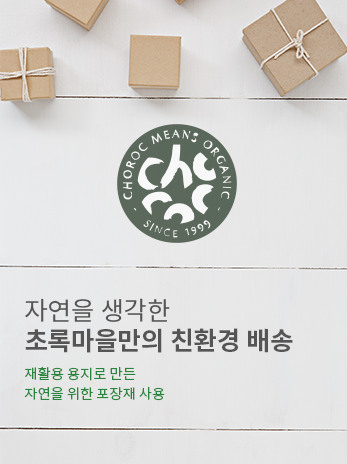 CHOROC MEANS ORGANIC
choroc
- SINCE 1999 -
자연을 생각한
초록마을만의 친환경 배송
재활용 용지로 만든
자연을 위한 포장재 사용